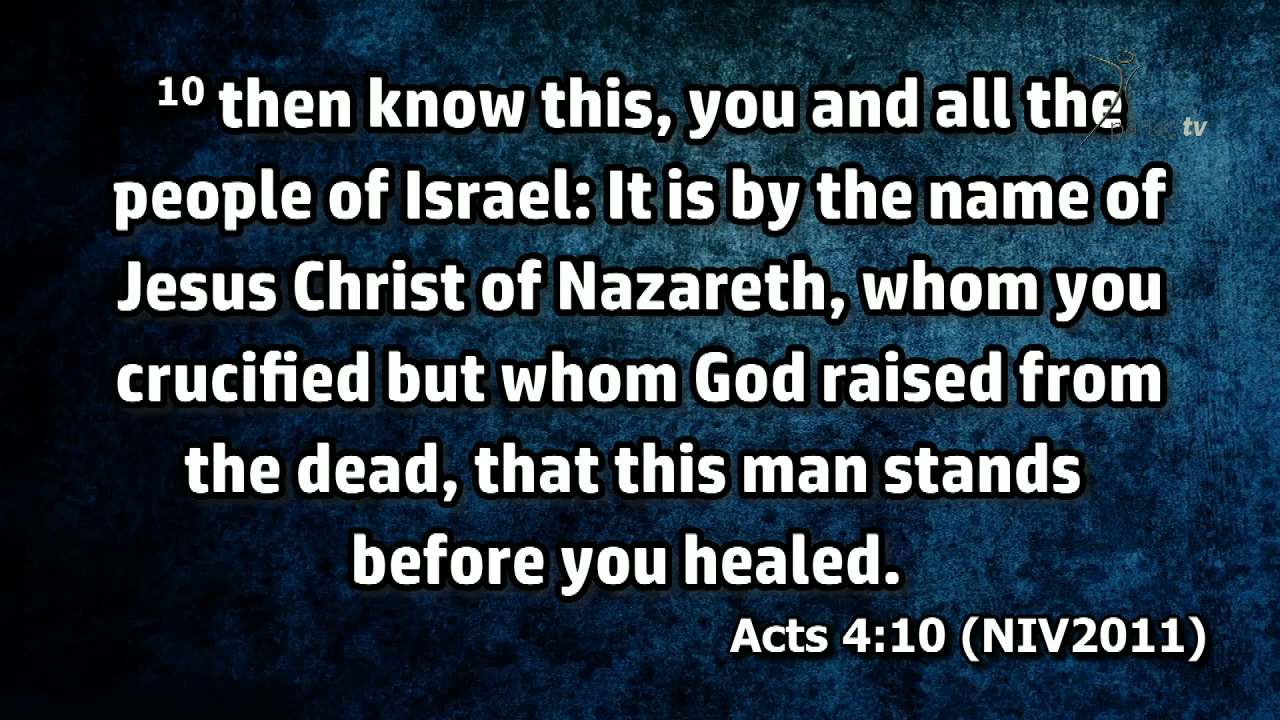 ¹⁰ then know this, you and all the
people of Israel: It is by the name of
Jesus Christ of Nazareth, whom you
crucified but whom God raised from
the dead, that this man stands
before you healed.
Acts 4:10 (NIV2011)
tv